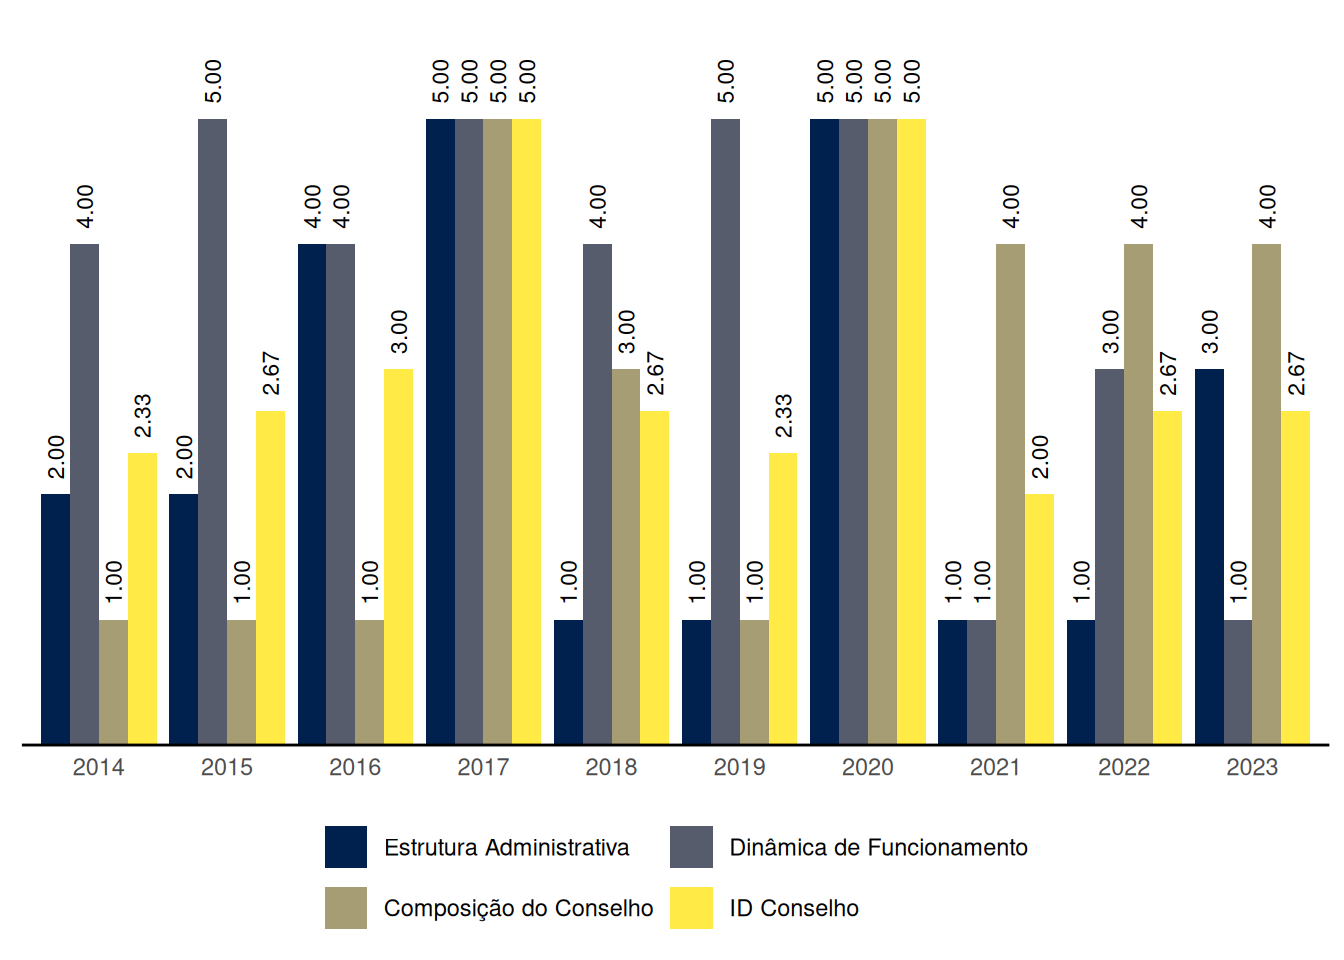 5.00 5.00 5.00 5.00 5.00 5.00 5.00 5.00 5.00 5.00
4.00 4.00 4.00 4.00 4.00 4.00 4.00
3.00 3.00 3.00 3.00
2.67 2.67 2.67 2.67
2.33 2.33
2.00 2.00 2.00
1.00 1.00 1.00 1.00 1.00 1.00 1.00 1.00 1.00 1.00
2014 2015 2016 2017 2018 2019 2020 2021 2022 2023
Estrutura Administrativa Dinâmica de Funcionamento
Composição do Conselho ID Conselho